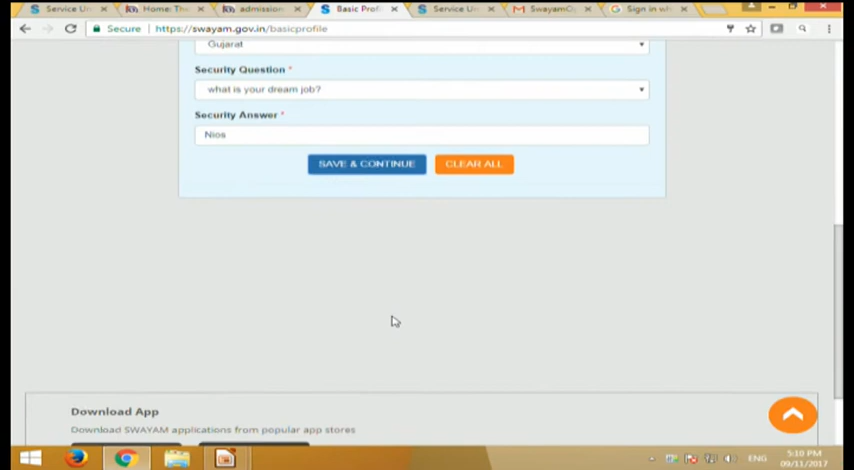 Service Un
Home: The
admission
Basic Prof
Service Un
SwayamC
Sign in wi
Secure https://swayam.gov.in/basicprofile
Gujarat
Security Question *
what is your dream job?
Security Answer *
Nios
SAVE & CONTINUE CLEAR ALL
Download App
Download SWAYAM applications from popular app stores
ENG
5:10 PM
09/11/2017